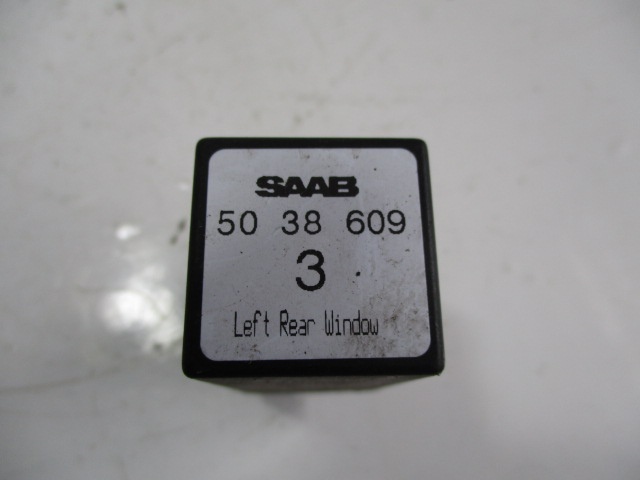 SAAB
50 38 609
3
Left Rear Window